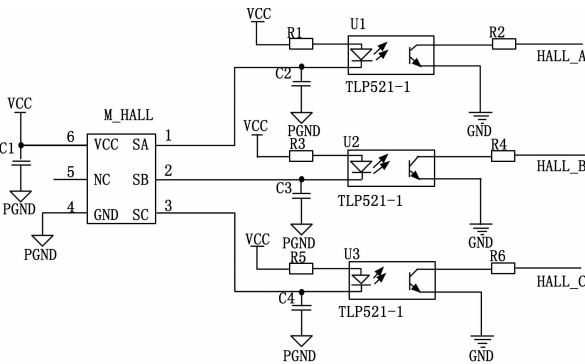 VCC
R1
U1
R2
HALL_A
C2
TLP521-1
VCC
M_HALL
PGND
GND
C1
6
VCC
SA
1
VCC
R3
U2
R4
HALL_B
5
NC
SB
2
C3
TLP521-1
PGND
4
GND
SC
3
PGND
PGND
GND
VCC
R5
U3
R6
HALL_C
C4
TLP521-1
PGND
GND